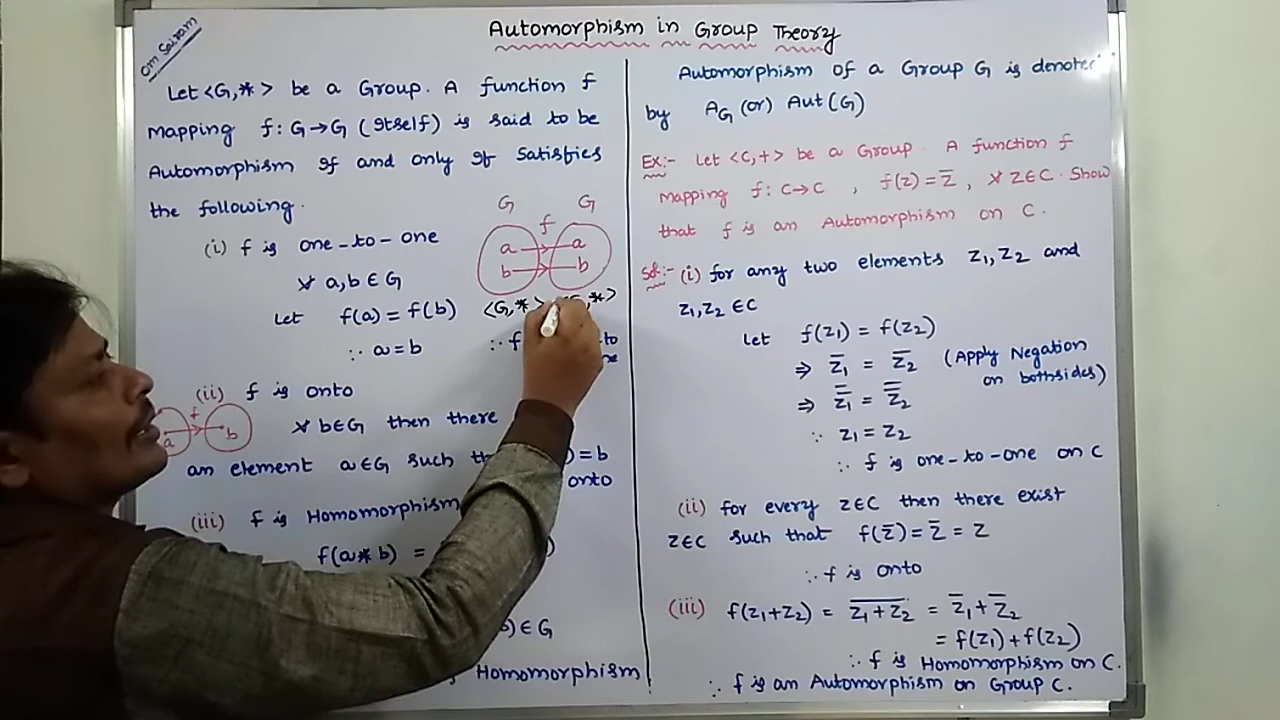 Om Sairam
Automorphism in Group Theory
Let <G,*> be a Group. A function f
Mapping f: G→G (Itself) is said to be
Automorphism If and only If Satisfies
the following.
(i) f is one-to-one
∀ a,b ∈ G
Let f(a) = f(b)
∴ a=b
G G
f
a a
b b
<G,*>
∴ f
(ii) f is onto
f
a b
∀ b∈G then there
an element a∈G such =b
onto
(iii) f is Homomorphism
f(a*b) =
∈ G
Homomorphism
Automorphism of a Group G is denoted
by A_G (or) Aut(G)
Ex:- Let <C,+> be a Group. A function f
Mapping f: C→C , f(z) = z̅, ∀ Z∈C. Show
that f is an Automorphism on C.
Sol:- (i) for any two elements Z₁,Z₂ and
Z₁,Z₂ ∈C
Let f(Z₁) = f(Z₂)
⇒ Z̅₁ = Z̅₂ (Apply Negation
on bothsides)
⇒ Z̿₁ = Z̿₂
∴ Z₁ = Z₂
∴ f is one-to-one on C
(ii) for every Z∈C then there exist
Z∈C such that f(Z̅) = Z̅ = Z
∴ f is onto
(iii) f(Z₁+Z₂) = \overline{Z₁+Z₂} = Z̅₁+Z̅₂
= f(Z₁)+f(Z₂)
∴ f is Homomorphism on C.
∴ f is an Automorphism on Group C.